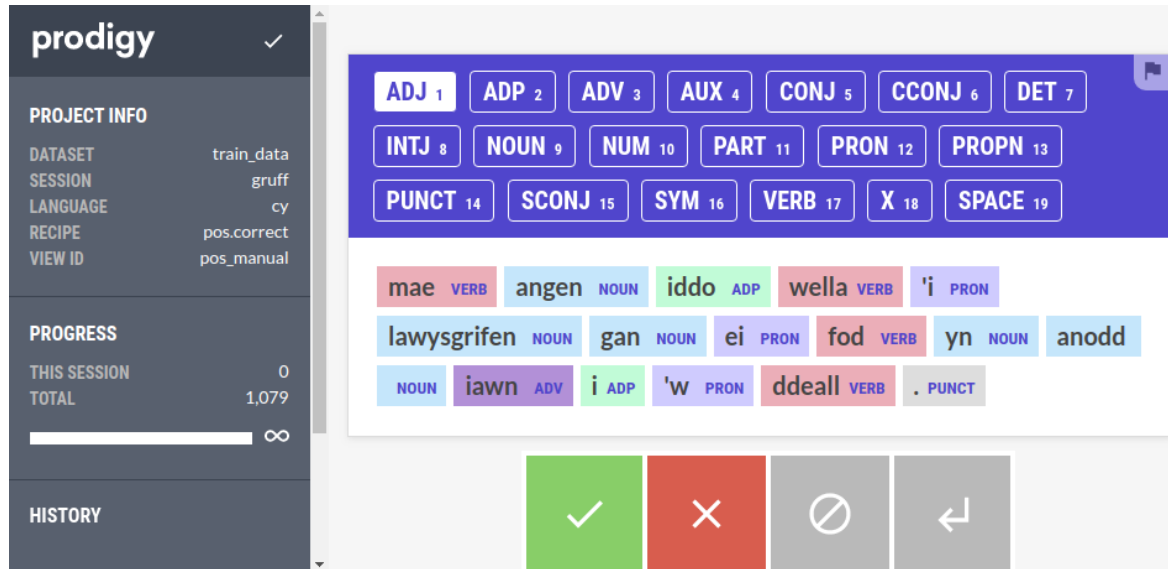 prodigy
PROJECT INFO
DATASET train_data
SESSION gruff
LANGUAGE cy
RECIPE pos.correct
VIEW ID pos_manual
PROGRESS
THIS SESSION 0
TOTAL 1,079
∞
HISTORY
ADJ 1 ADP 2 ADV 3 AUX 4 CONJ 5 CCONJ 6 DET 7
INTJ 8 NOUN 9 NUM 10 PART 11 PRON 12 PROPN 13
PUNCT 14 SCONJ 15 SYM 16 VERB 17 X 18 SPACE 19
mae VERB angen NOUN iddo ADP wella VERB 'i PRON
lawysgrifen NOUN gan NOUN ei PRON fod VERB yn NOUN anodd
NOUN iawn ADV i ADP 'w PRON ddeall VERB . PUNCT